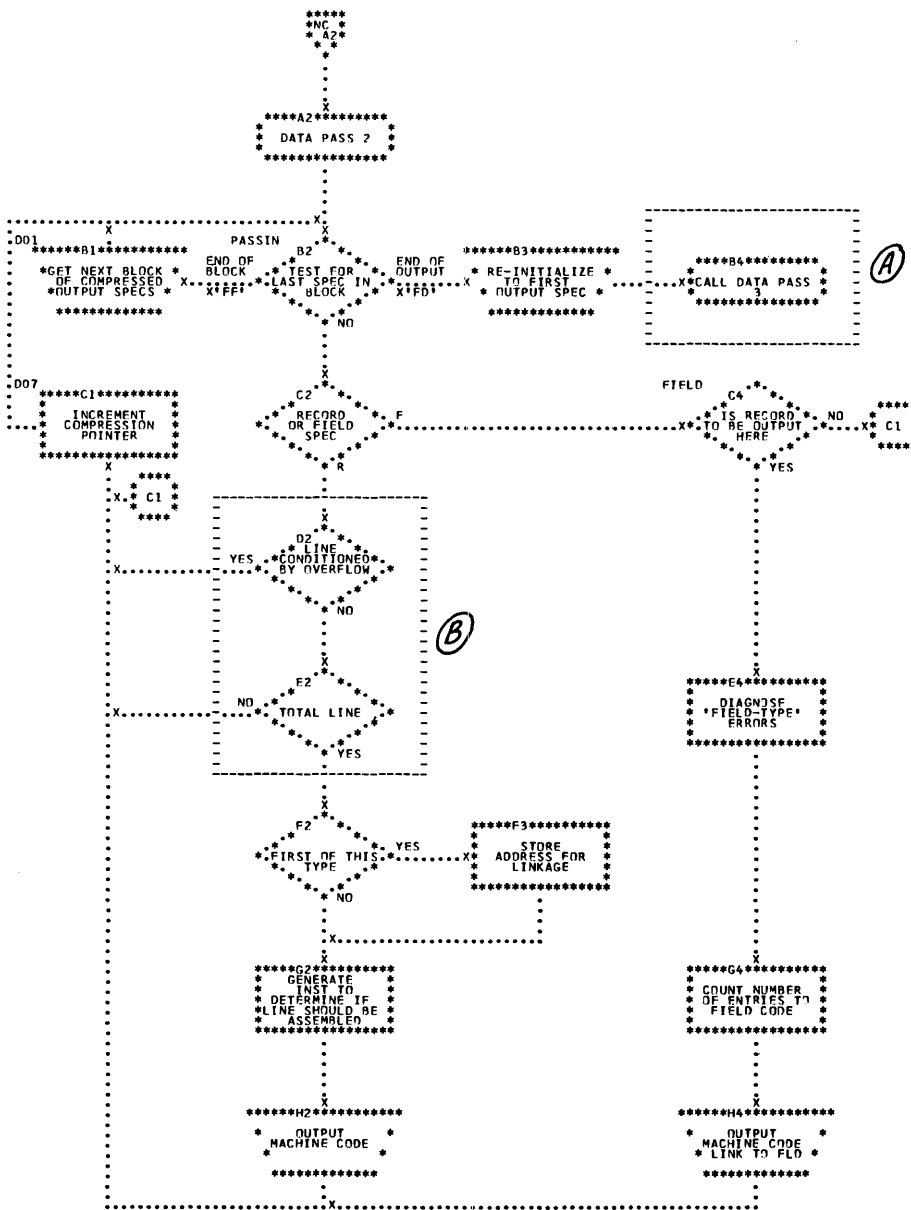 NC
A2
A2
DATA PASS 2
D01
B1
GET NEXT BLOCK
OF COMPRESSED
OUTPUT SPECS
END OF
BLOCK
X'FF'
PASSIN
B2
TEST FOR
LAST SPEC IN
BLOCK
NO
END OF
OUTPUT
X'FD'
B3
RE-INITIALIZE
TO FIRST
OUTPUT SPEC
B4
CALL DATA PASS
3
A
D07
C1
INCREMENT
COMPRESSION
POINTER
C1
C2
RECORD
OR FIELD
SPEC
F
R
FIELD
C4
IS RECORD
TO BE OUTPUT
HERE
NO
C1
YES
D2
LINE
CONDITIONED
BY OVERFLOW
YES
NO
B
E2
TOTAL LINE
NO
YES
E4
DIAGNOSE
'FIELD-TYPE'
ERRORS
F2
FIRST OF THIS
TYPE
YES
NO
F3
STORE
ADDRESS FOR
LINKAGE
G2
GENERATE
INST TO
DETERMINE IF
LINE SHOULD BE
ASSEMBLED
G4
COUNT NUMBER
OF ENTRIES TO
FIELD CODE
H2
OUTPUT
MACHINE CODE
H4
OUTPUT
MACHINE CODE
LINK TO FLD